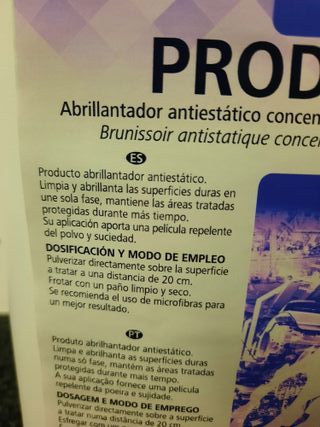 PROD
Abrillantador antiestático concen
Brunissoir antistatique concen
ES
Producto abrillantador antiestático.
Limpia y abrillanta las superficies duras en
une sola fase, mantiene las áreas tratadas
protegidas durante más tiempo.
Su aplicación aporta una película repelente
del polvo y suciedad.
DOSIFICACIÓN Y MODO DE EMPLEO
Pulverizar directamente sobre la superficie
a tratar a una distancia de 20 cm.
Frotar con un paño limpio y seco.
Se recomienda el uso de microfibras para
un mejor resultado.
PT
Produto abrilhantador antiestático.
Limpa e abrilhanta as superfícies duras
numa só fase, mantém as áreas tratadas
protegidas durante mais tempo.
A sua aplicação fornece uma película
repelente da poeira e sujidade.
DOSAGEM E MODO DE EMPREGO
Pulverizar directamente sobre a superfície
a tratar numa distância de 20 cm.
Esfregar com um